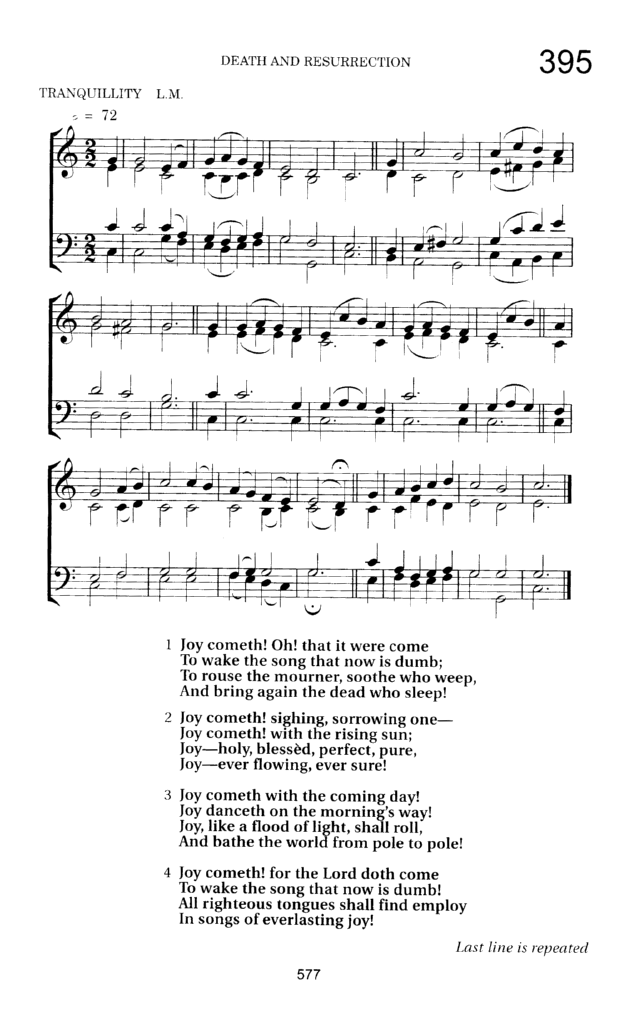 DEATH AND RESURRECTION
395
TRANQUILLITY L.M.
= 72
1 Joy cometh! Oh! that it were come
To wake the song that now is dumb;
To rouse the mourner, soothe who weep,
And bring again the dead who sleep!
2 Joy cometh! sighing, sorrowing one—
Joy cometh! with the rising sun;
Joy—holy, blessèd, perfect, pure,
Joy—ever flowing, ever sure!
3 Joy cometh with the coming day!
Joy danceth on the morning's way!
Joy, like a flood of light, shall roll,
And bathe the world from pole to pole!
4 Joy cometh! for the Lord doth come
To wake the song that now is dumb!
All righteous tongues shall find employ
In songs of everlasting joy!
Last line is repeated
577